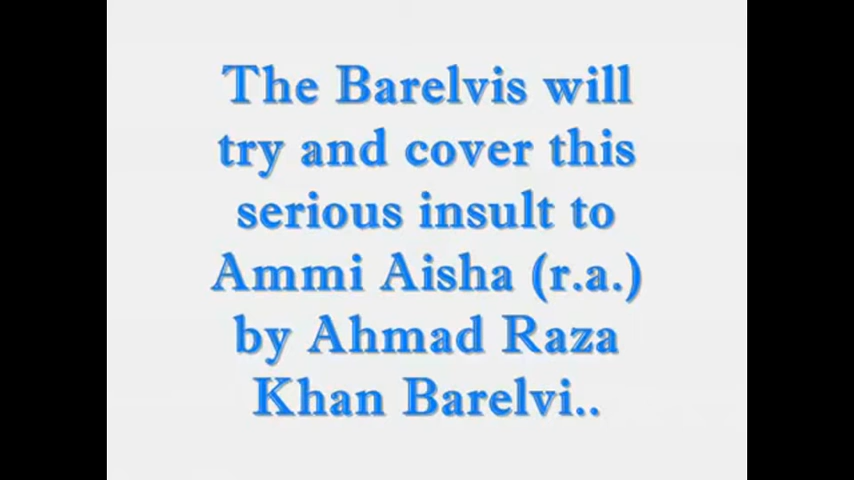 The Barelvis will
try and cover this
serious insult to
Ammi Aisha (r.a.)
by Ahmad Raza
Khan Barelvi..